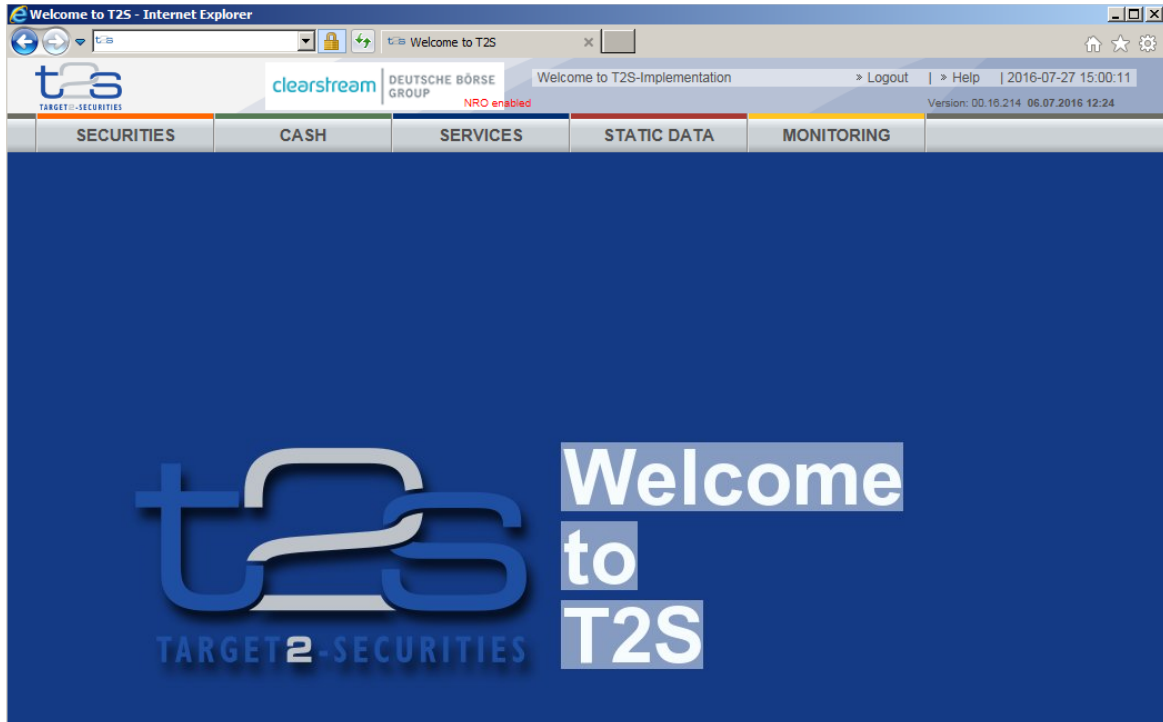 Welcome to T2S - Internet Explorer
t2s Welcome to T2S
t2s
TARGET2-SECURITIES
clearstream DEUTSCHE BÖRSE
GROUP
NRO enabled
Welcome to T2S-Implementation
» Logout | » Help | 2016-07-27 15:00:11
Version: 00.16.214 06.07.2016 12:24
SECURITIES CASH SERVICES STATIC DATA MONITORING
t2s
TARGET2-SECURITIES
Welcome
to
T2S